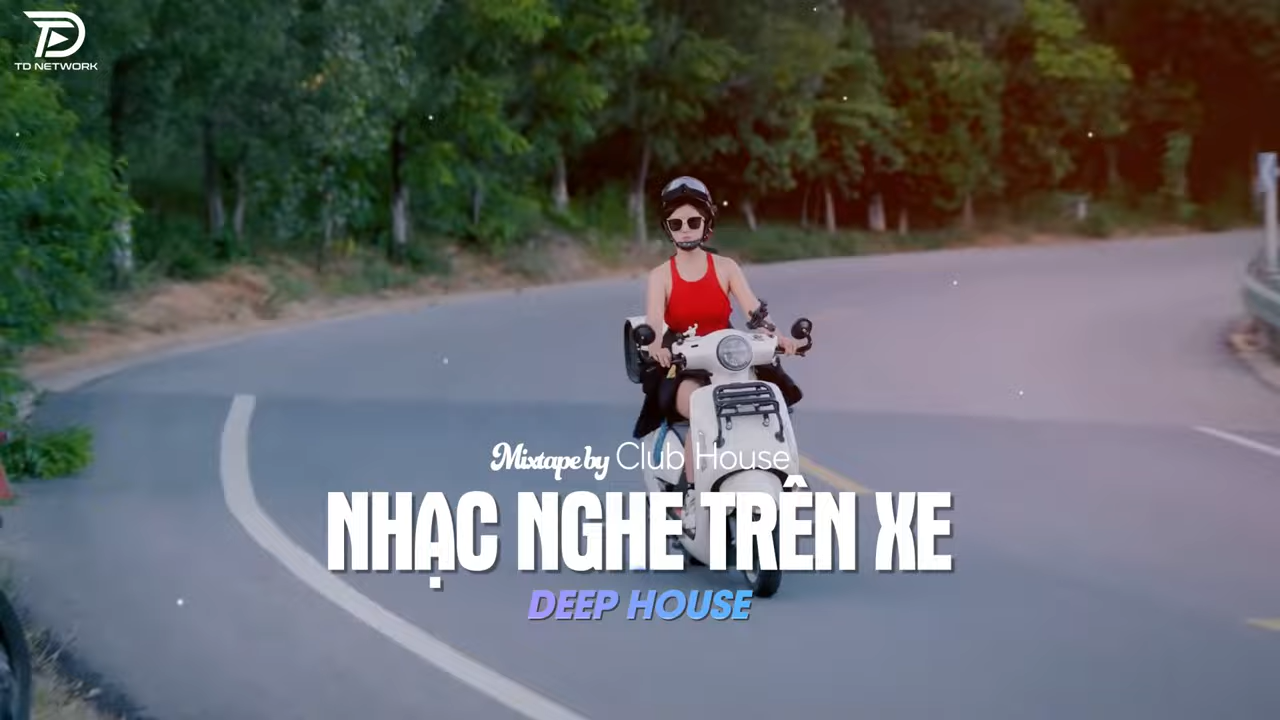 TD NETWORK
Mixtape by Club House
NHẠC NGHE TRÊN XE
DEEP HOUSE